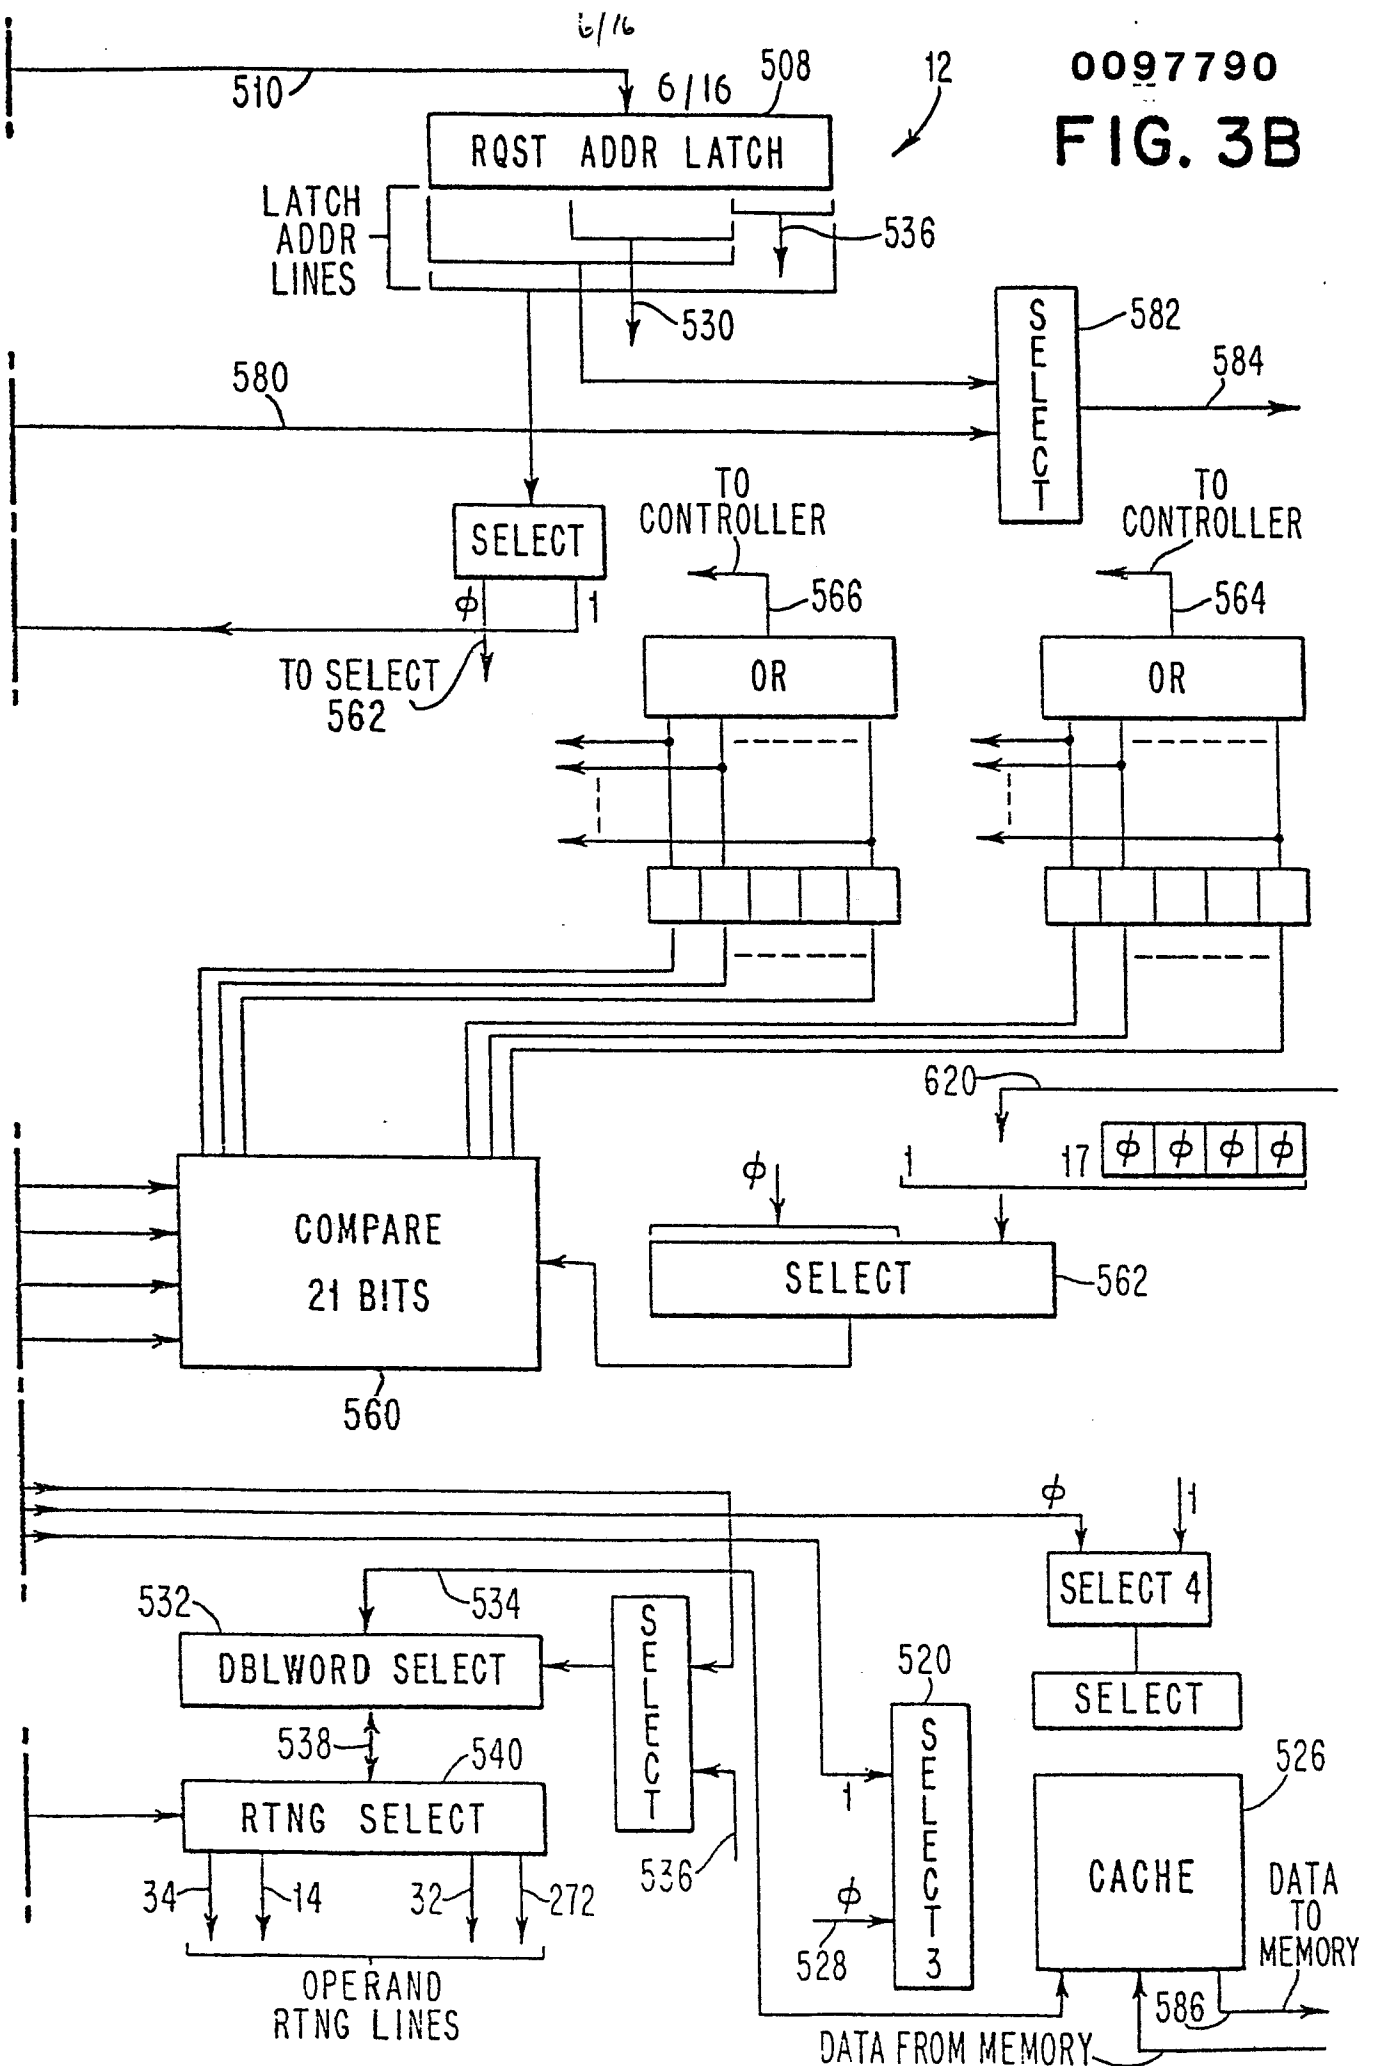 6/16
0097790
FIG. 3B
510
6/16
508
12
RQST ADDR LATCH
LATCH
ADDR
LINES
536
530
580
SELECT
582
584
SELECT
ϕ
1
TO SELECT
562
TO
CONTROLLER
566
TO
CONTROLLER
564
OR
OR
620
1
17
ϕ ϕ ϕ ϕ
ϕ
COMPARE
21 BITS
560
SELECT
562
ϕ
1
SELECT 4
SELECT
532
534
DBLWORD SELECT
SELECT
520
SELECT 3
538
540
RTNG SELECT
1
536
ϕ
528
526
CACHE
34
14
32
272
OPERAND
RTNG LINES
DATA
TO
MEMORY
586
DATA FROM MEMORY